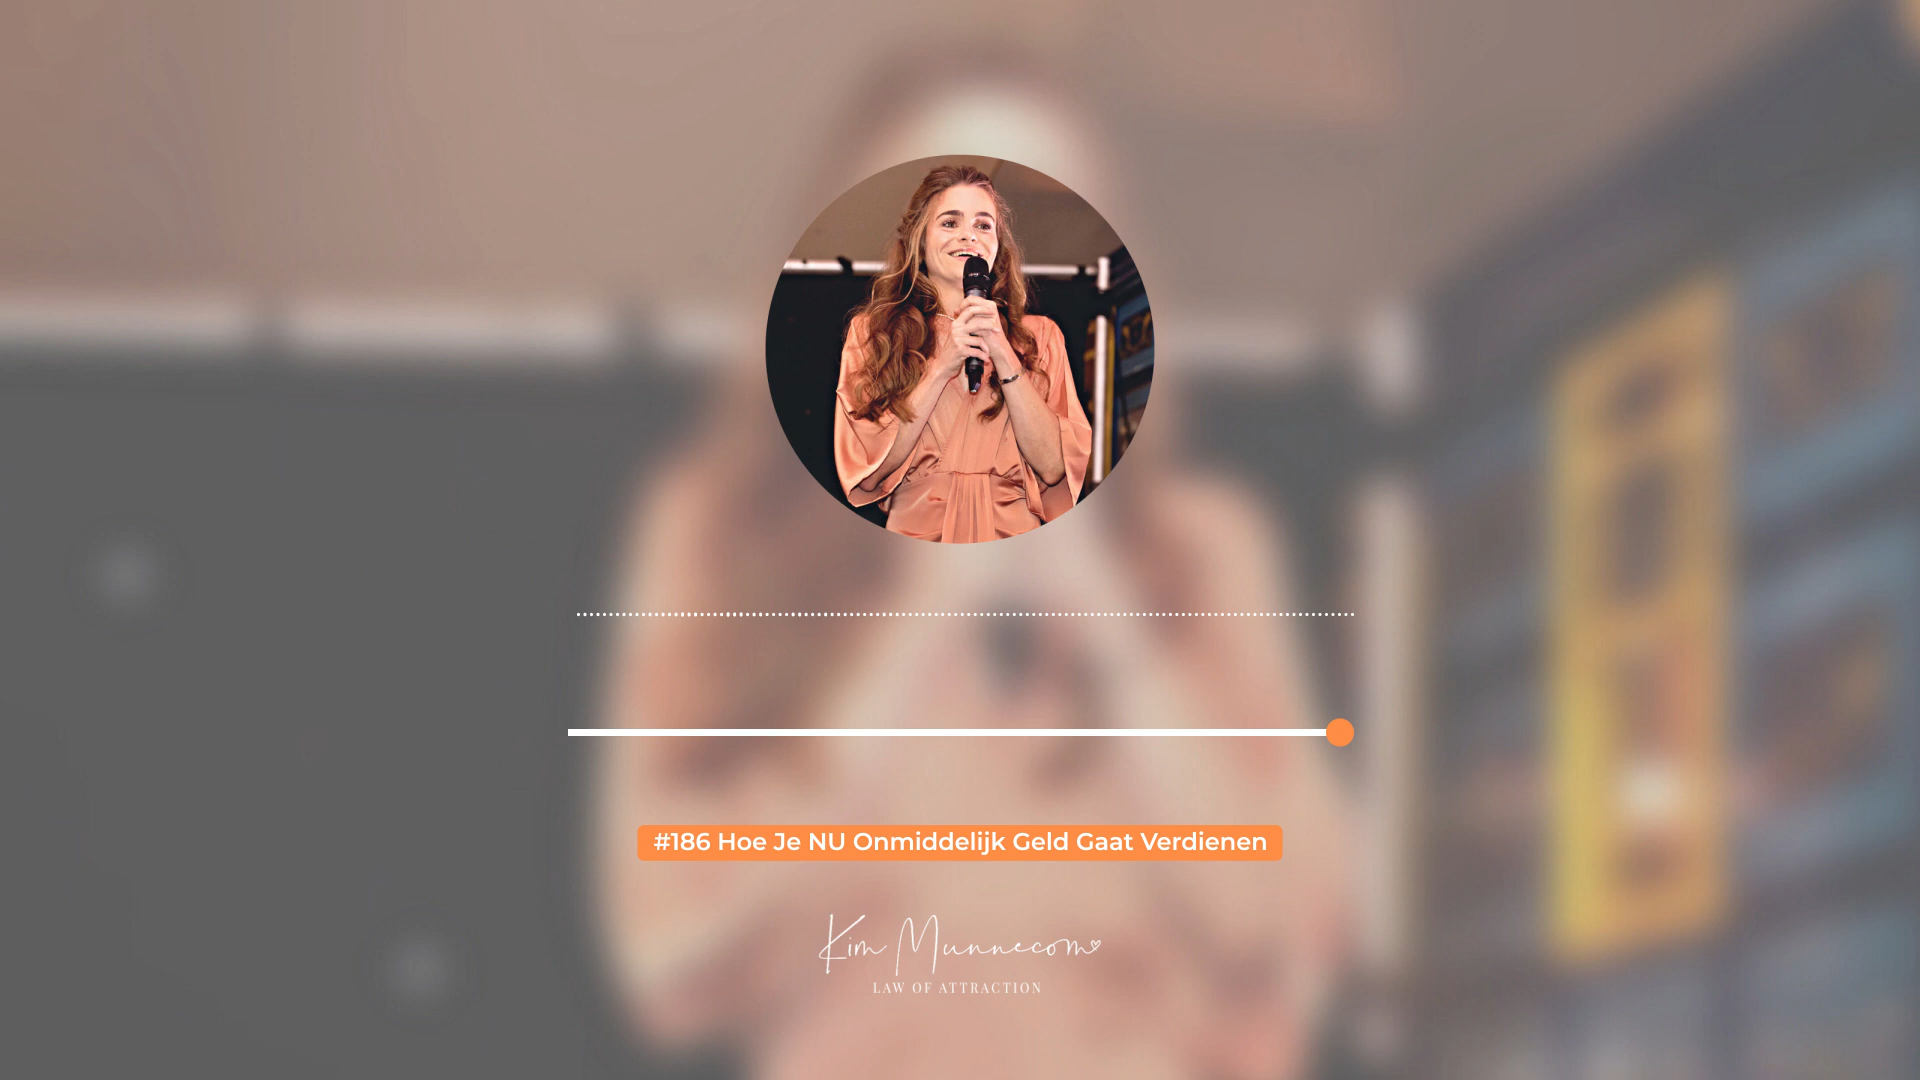 #186 Hoe Je NU Onmiddelijk Geld Gaat Verdienen
Kim Munnecom
LAW OF ATTRACTION